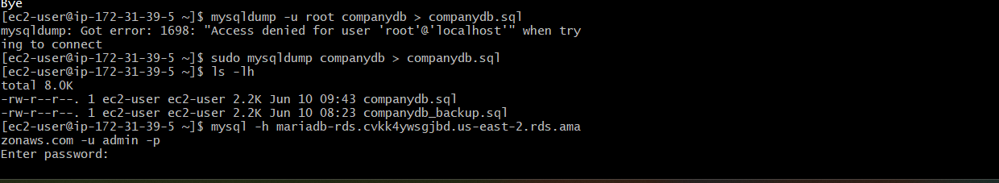 Bye
[ec2-user@ip-172-31-39-5 ~]$ mysqldump -u root companydb > companydb.sql
mysqldump: Got error: 1698: "Access denied for user 'root'@'localhost'" when try
ing to connect
[ec2-user@ip-172-31-39-5 ~]$ sudo mysqldump companydb > companydb.sql
[ec2-user@ip-172-31-39-5 ~]$ ls -lh
total 8.0K
-rw-r--r--. 1 ec2-user ec2-user 2.2K Jun 10 09:43 companydb.sql
-rw-r--r--. 1 ec2-user ec2-user 2.2K Jun 10 08:23 companydb_backup.sql
[ec2-user@ip-172-31-39-5 ~]$ mysql -h mariadb-rds.cvkk4ywsgjbd.us-east-2.rds.ama
zonaws.com -u admin -p
Enter password: